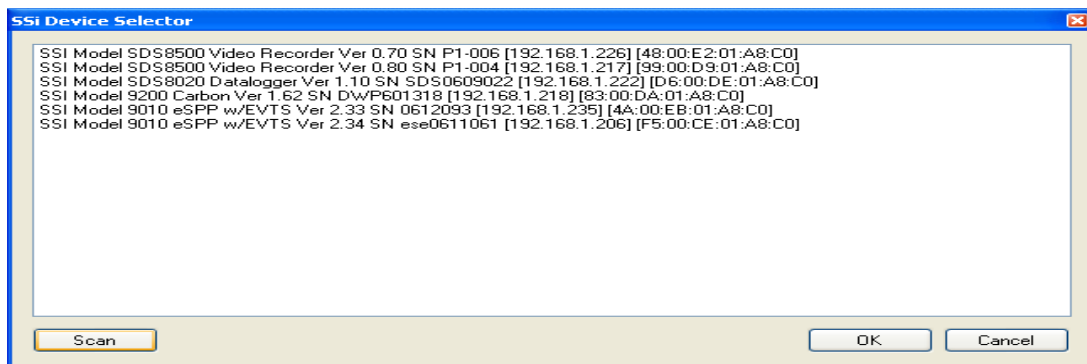 SSi Device Selector
SSI Model SDS8500 Video Recorder Ver 0.70 SN P1-006 [192.168.1.226] [48:00:E2:01:A8:C0]
SSI Model SDS8500 Video Recorder Ver 0.80 SN P1-004 [192.168.1.217] [99:00:D9:01:A8:C0]
SSI Model SDS8020 Datalogger Ver 1.10 SN SDS0609022 [192.168.1.222] [D6:00:DE:01:A8:C0]
SSI Model 9200 Carbon Ver 1.62 SN DWP601318 [192.168.1.218] [83:00:DA:01:A8:C0]
SSI Model 9010 eSPP w/EVTS Ver 2.33 SN 0612093 [192.168.1.235] [4A:00:EB:01:A8:C0]
SSI Model 9010 eSPP w/EVTS Ver 2.34 SN ese0611061 [192.168.1.206] [F5:00:CE:01:A8:C0]
Scan OK Cancel